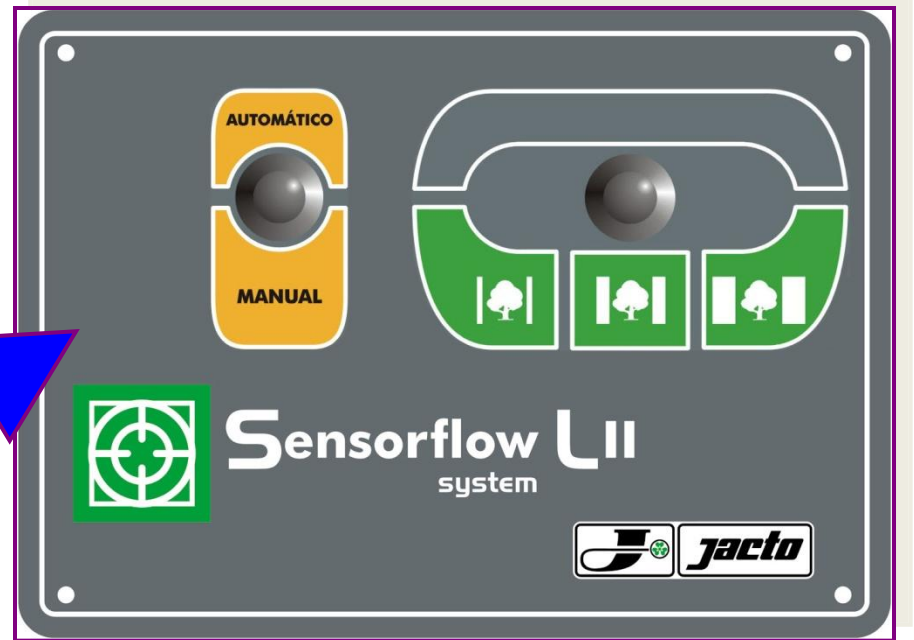 AUTOMÁTICO
MANUAL
Sensorflow LII
system
J jacto